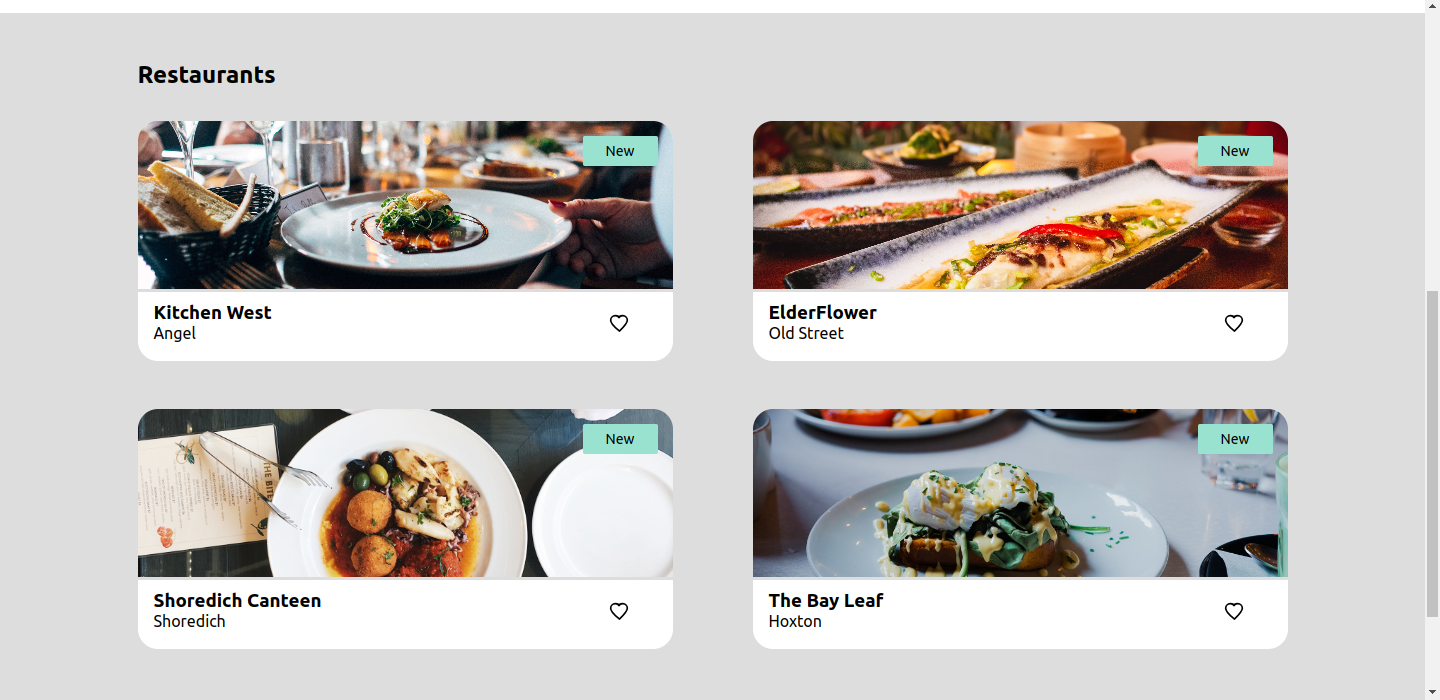 Restaurants
New
Kitchen West
Angel
New
ElderFlower
Old Street
New
Shoredich Canteen
Shoredich
New
The Bay Leaf
Hoxton